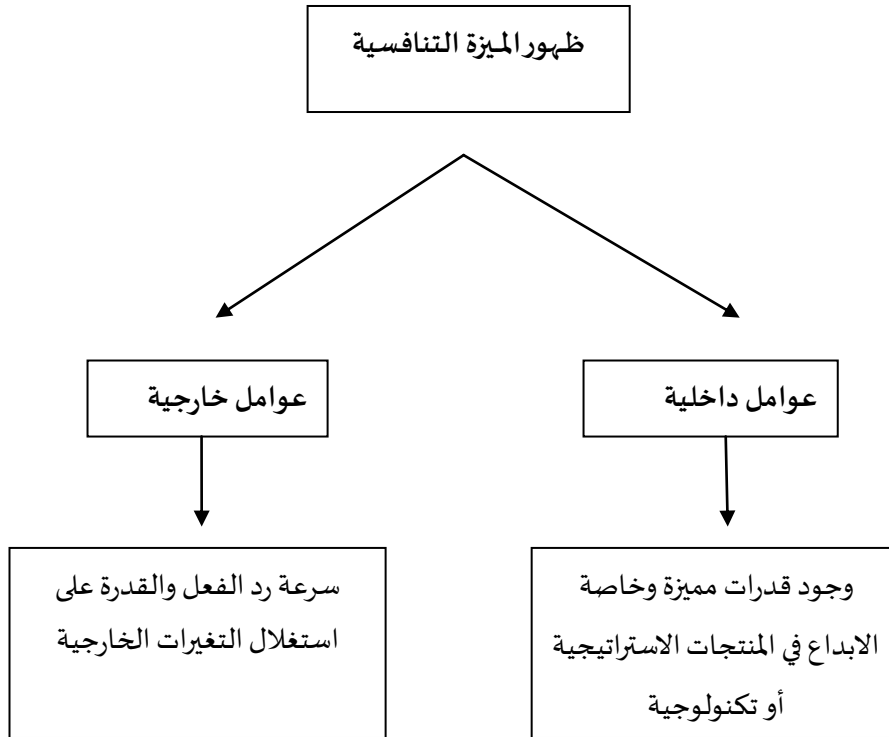 ظهور الميزة التنافسية
عوامل داخلية
عوامل خارجية
وجود قدرات مميزة وخاصة
الابداع في المنتجات الاستراتيجية
أو تكنولوجية
سرعة رد الفعل والقدرة على
استغلال التغيرات الخارجية